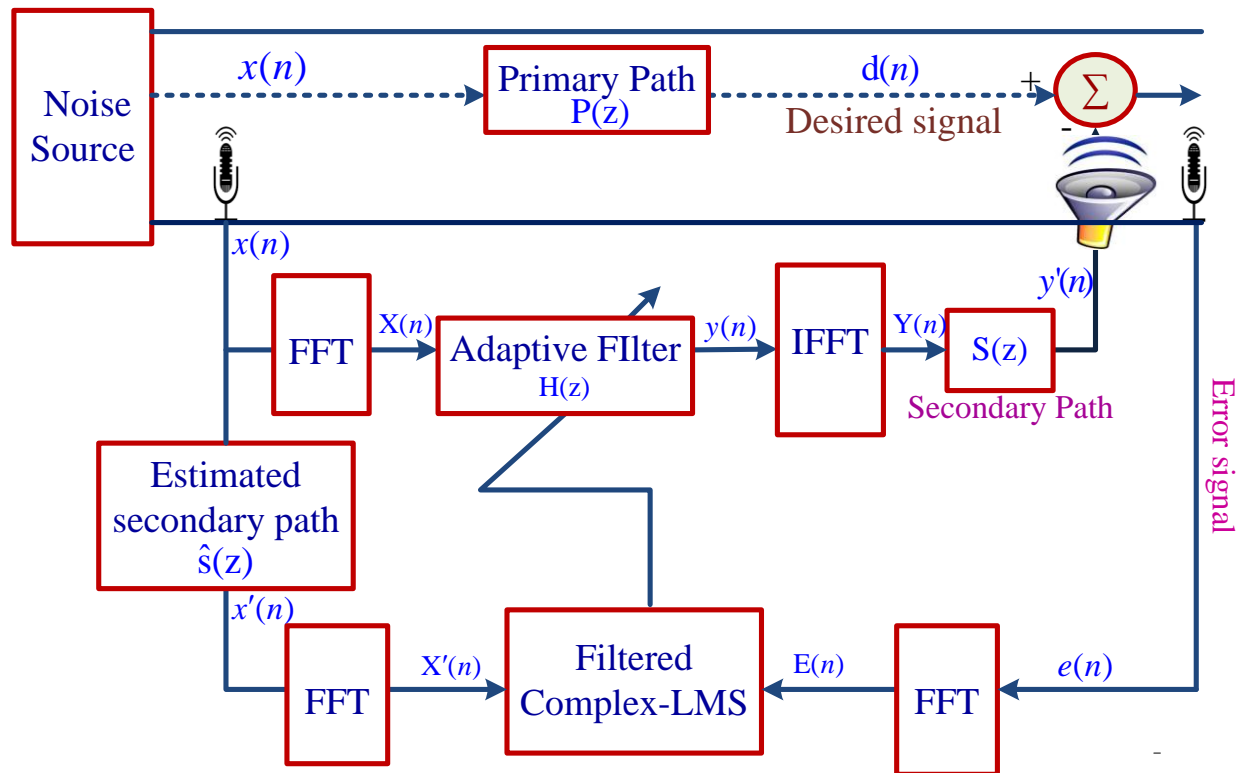 Noise
Source
x(n)
Primary Path
P(z)
d(n)
Desired signal
+
Σ
-
x(n)
FFT
X(n)
Adaptive FIlter
H(z)
y(n)
IFFT
Y(n)
S(z)
Secondary Path
y'(n)
Error signal
Estimated
secondary path
ŝ(z)
x′(n)
FFT
X′(n)
Filtered
Complex-LMS
E(n)
FFT
e(n)
-